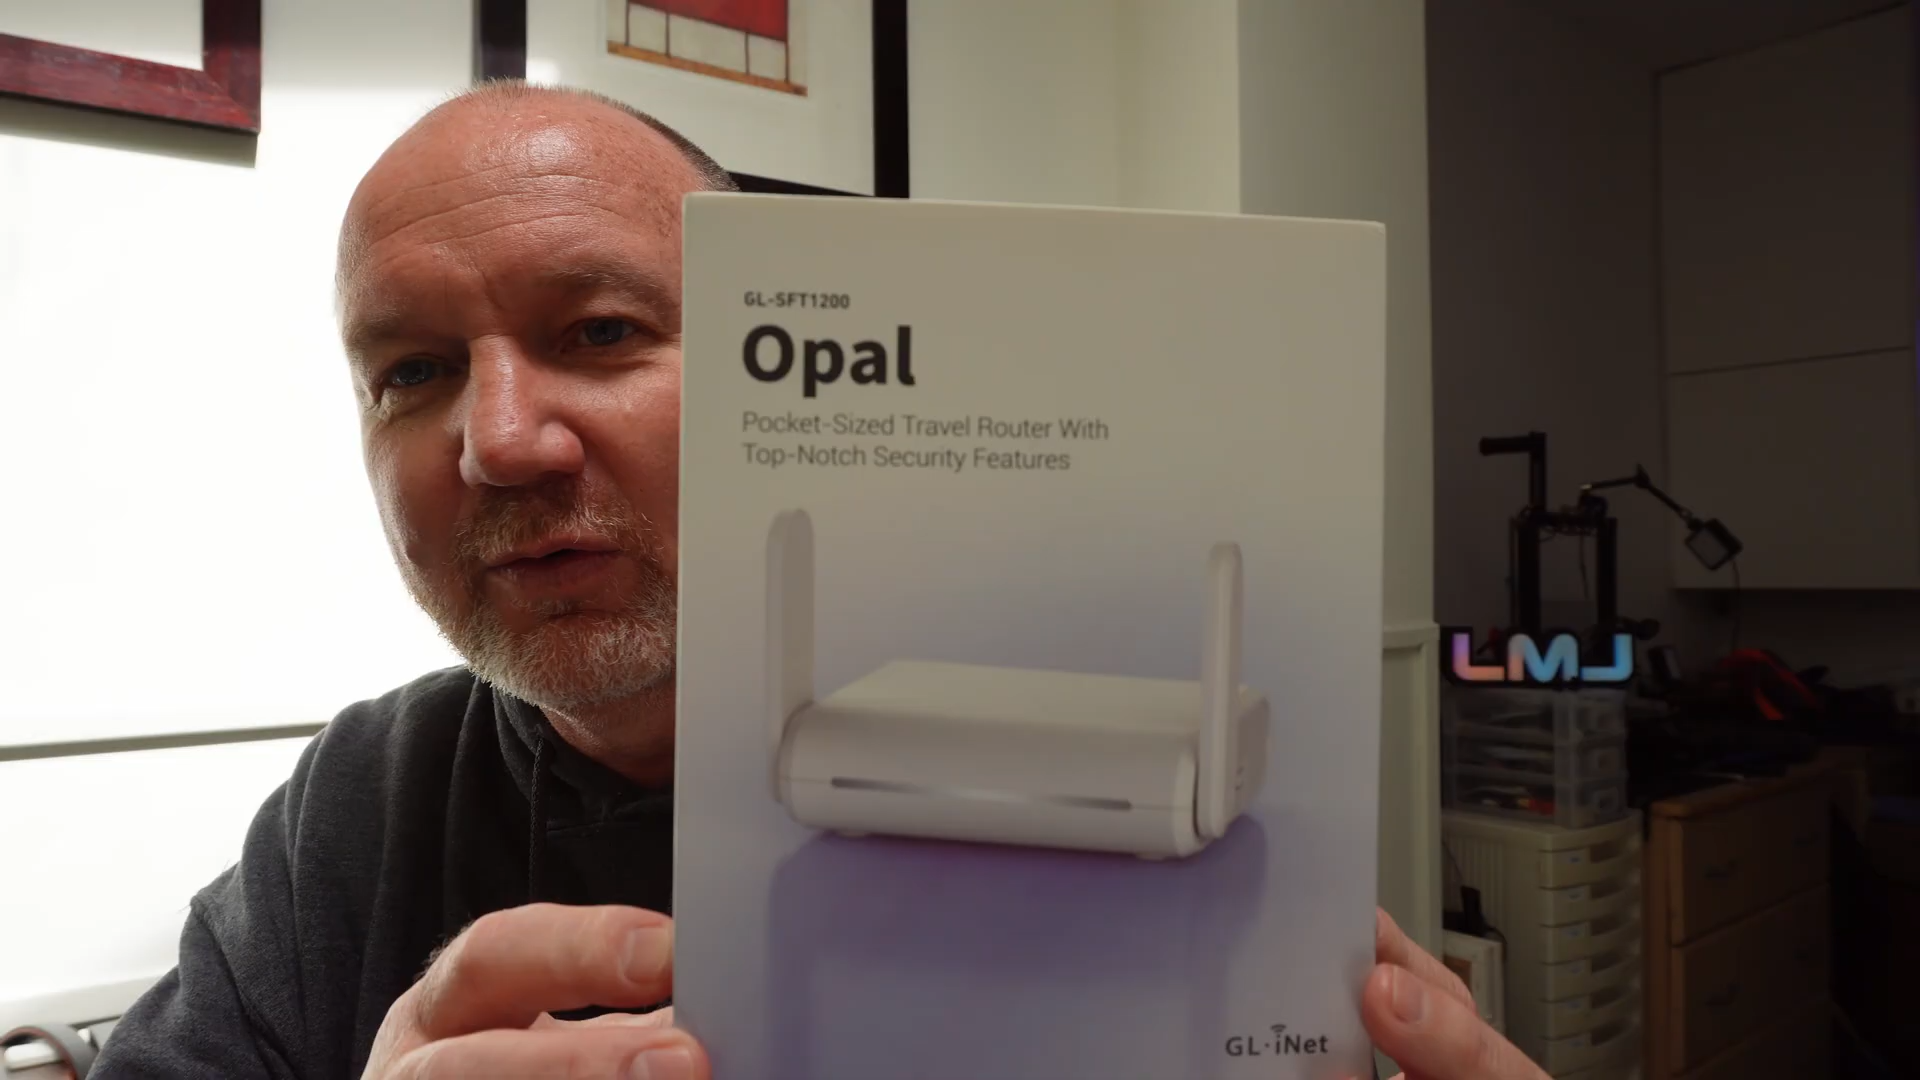 GL-SFT1200
Opal
Pocket-Sized Travel Router With
Top-Notch Security Features
LMJ
GL·iNet